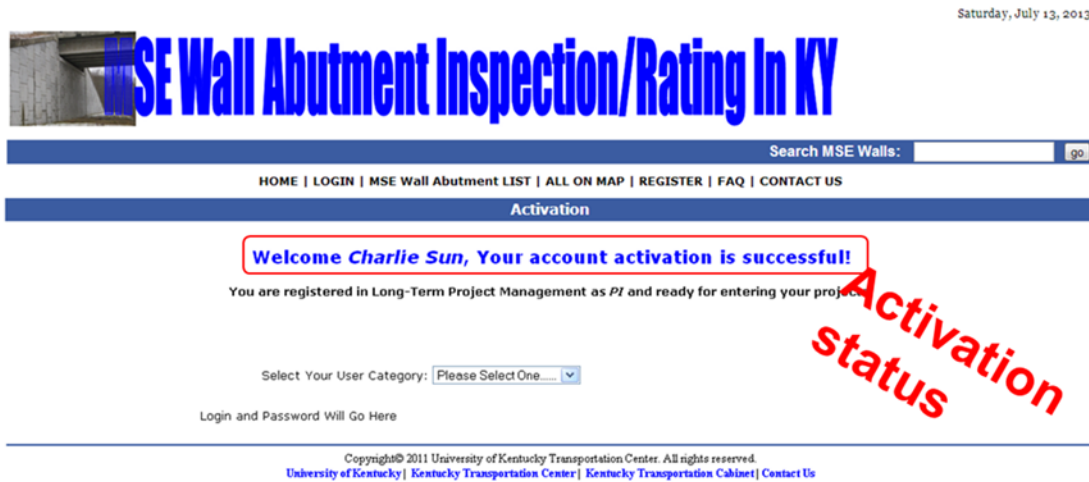 Saturday, July 13, 2013
MSE Wall Abutment Inspection/Rating In KY
Search MSE Walls: go
HOME | LOGIN | MSE Wall Abutment LIST | ALL ON MAP | REGISTER | FAQ | CONTACT US
Activation
Welcome Charlie Sun, Your account activation is successful!
You are registered in Long-Term Project Management as PI and ready for entering your project
Activation
status
Select Your User Category: Please Select One......
Login and Password Will Go Here
Copyright© 2011 University of Kentucky Transportation Center. All rights reserved.
University of Kentucky | Kentucky Transportation Center | Kentucky Transportation Cabinet | Contact Us